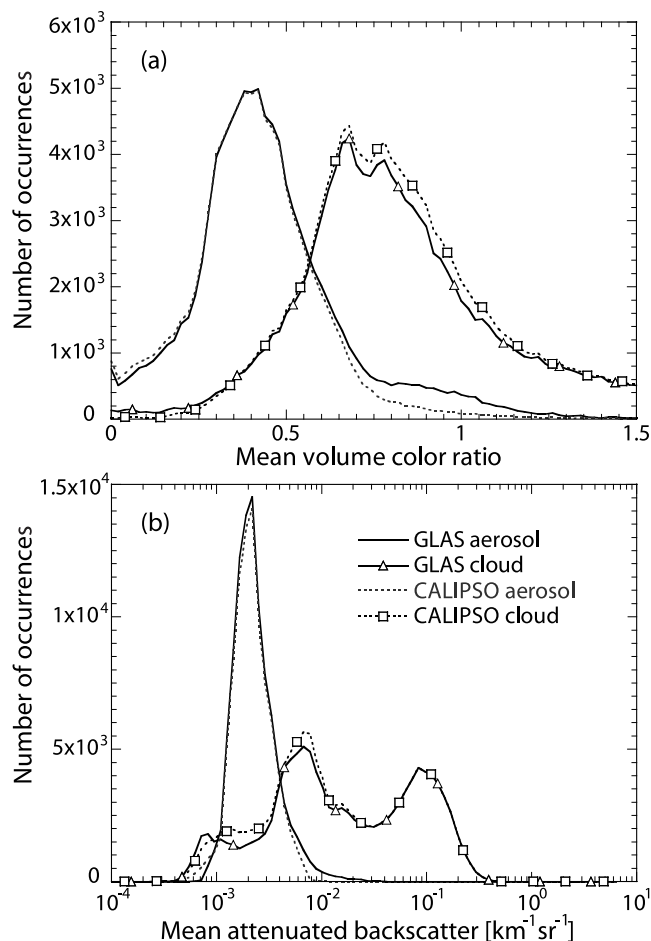 6x10³
(a)
5x10³
4x10³
3x10³
2x10³
1x10³
0
Number of occurrences
0 0.5 1 1.5
Mean volume color ratio
1.5x10⁴
(b)
GLAS aerosol
GLAS cloud
CALIPSO aerosol
CALIPSO cloud
1x10⁴
5x10³
0
Number of occurrences
10⁻⁴ 10⁻³ 10⁻² 10⁻¹ 10⁰ 10¹
Mean attenuated backscatter [km⁻¹sr⁻¹]